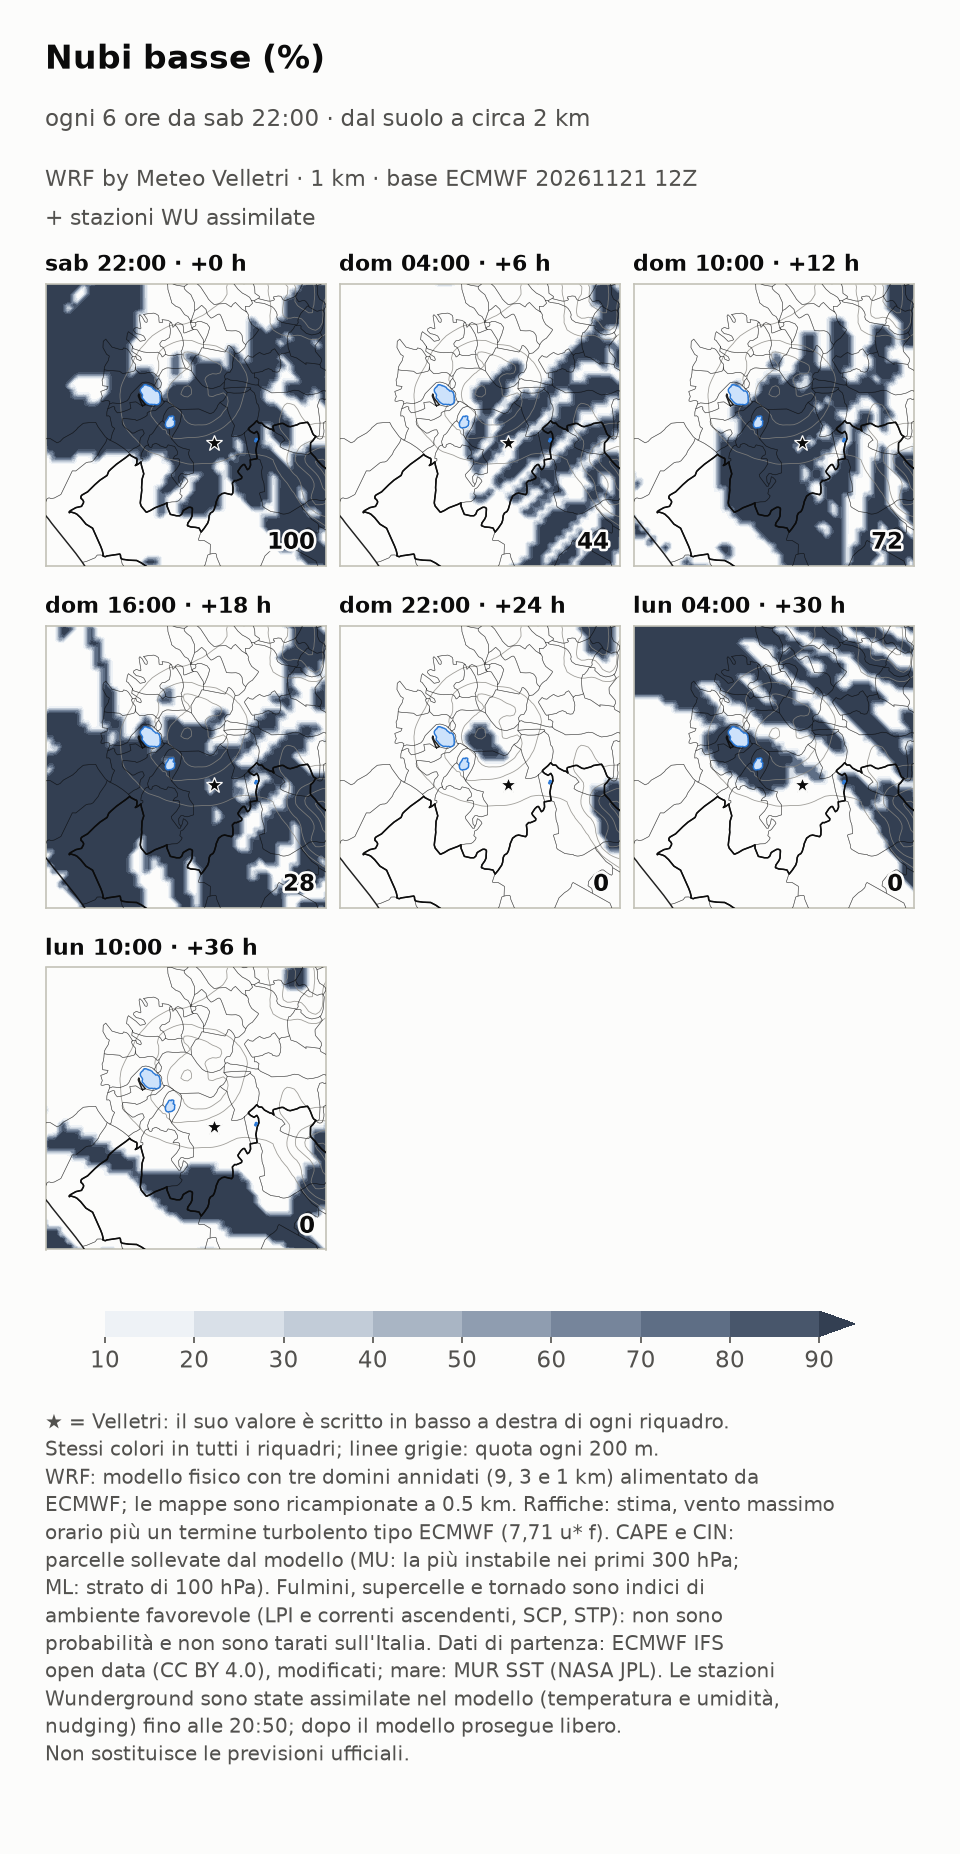 Nubi basse (%)
ogni 6 ore da sab 22:00 · dal suolo a circa 2 km
WRF by Meteo Velletri · 1 km · base ECMWF 20261121 12Z
+ stazioni WU assimilate
sab 22:00 · +0 h
dom 04:00 · +6 h
dom 10:00 · +12 h
100
44
72
dom 16:00 · +18 h
dom 22:00 · +24 h
lun 04:00 · +30 h
28
0
0
lun 10:00 · +36 h
0
10 20 30 40 50 60 70 80 90
★ = Velletri: il suo valore è scritto in basso a destra di ogni riquadro.
Stessi colori in tutti i riquadri; linee grigie: quota ogni 200 m.
WRF: modello fisico con tre domini annidati (9, 3 e 1 km) alimentato da
ECMWF; le mappe sono ricampionate a 0.5 km. Raffiche: stima, vento massimo
orario più un termine turbolento tipo ECMWF (7,71 u* f). CAPE e CIN:
parcelle sollevate dal modello (MU: la più instabile nei primi 300 hPa;
ML: strato di 100 hPa). Fulmini, supercelle e tornado sono indici di
ambiente favorevole (LPI e correnti ascendenti, SCP, STP): non sono
probabilità e non sono tarati sull'Italia. Dati di partenza: ECMWF IFS
open data (CC BY 4.0), modificati; mare: MUR SST (NASA JPL). Le stazioni
Wunderground sono state assimilate nel modello (temperatura e umidità,
nudging) fino alle 20:50; dopo il modello prosegue libero.
Non sostituisce le previsioni ufficiali.